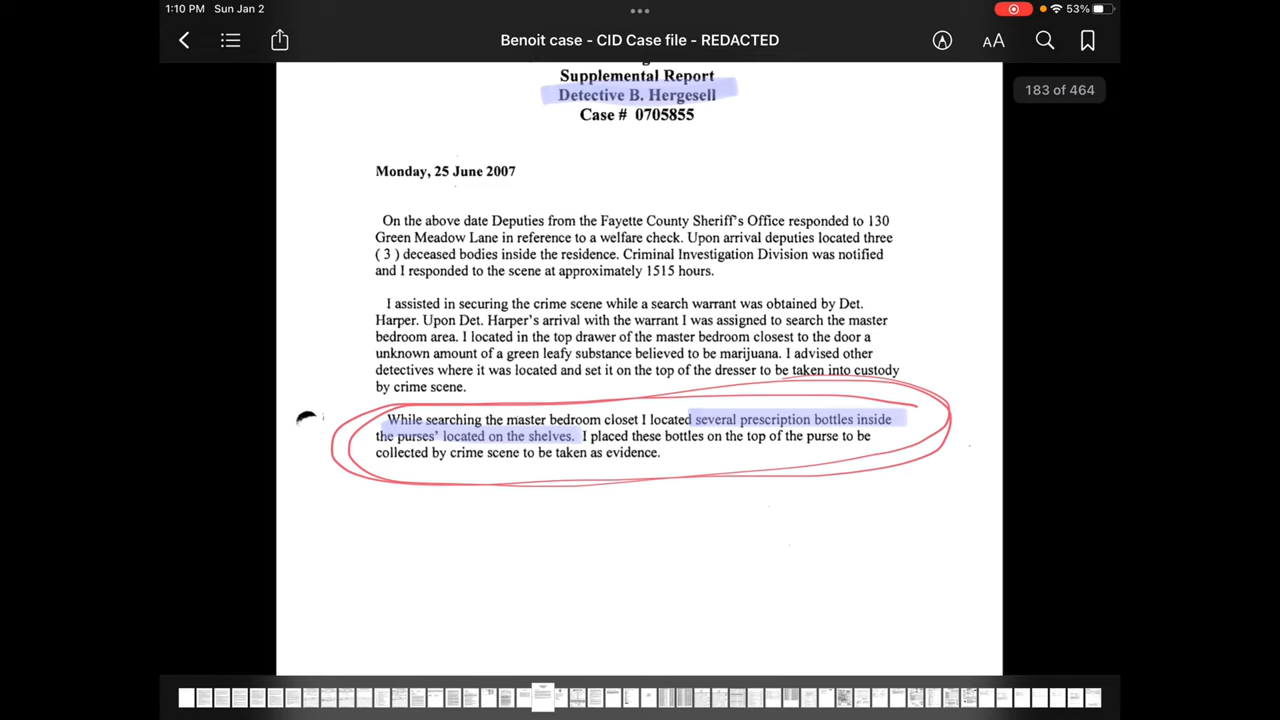 1:10 PM Sun Jan 2
53%
Benoit case - CID Case file - REDACTED
AA
183 of 464
Supplemental Report
Detective B. Hergesell
Case # 0705855
Monday, 25 June 2007
On the above date Deputies from the Fayette County Sheriff's Office responded to 130
Green Meadow Lane in reference to a welfare check. Upon arrival deputies located three
( 3 ) deceased bodies inside the residence. Criminal Investigation Division was notified
and I responded to the scene at approximately 1515 hours.
I assisted in securing the crime scene while a search warrant was obtained by Det.
Harper. Upon Det. Harper's arrival with the warrant I was assigned to search the master
bedroom area. I located in the top drawer of the master bedroom closest to the door a
unknown amount of a green leafy substance believed to be marijuana. I advised other
detectives where it was located and set it on the top of the dresser to be taken into custody
by crime scene.
While searching the master bedroom closet I located several prescription bottles inside
the purses' located on the shelves. I placed these bottles on the top of the purse to be
collected by crime scene to be taken as evidence.